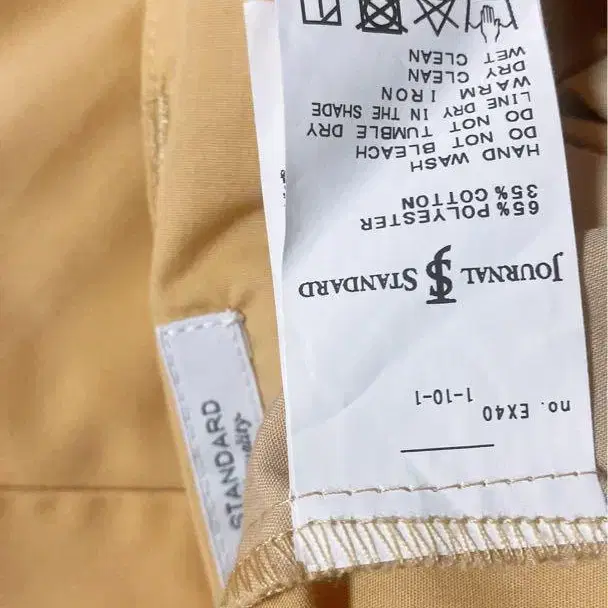 no. EX40
1-10-1
JOURNAL STANDARD
65% POLYESTER
35% COTTON
HAND WASH
DO NOT BLEACH
DO NOT TUMBLE DRY
LINE DRY IN THE SHADE
WARM IRON
DRY CLEAN
WET CLEAN
STANDARD